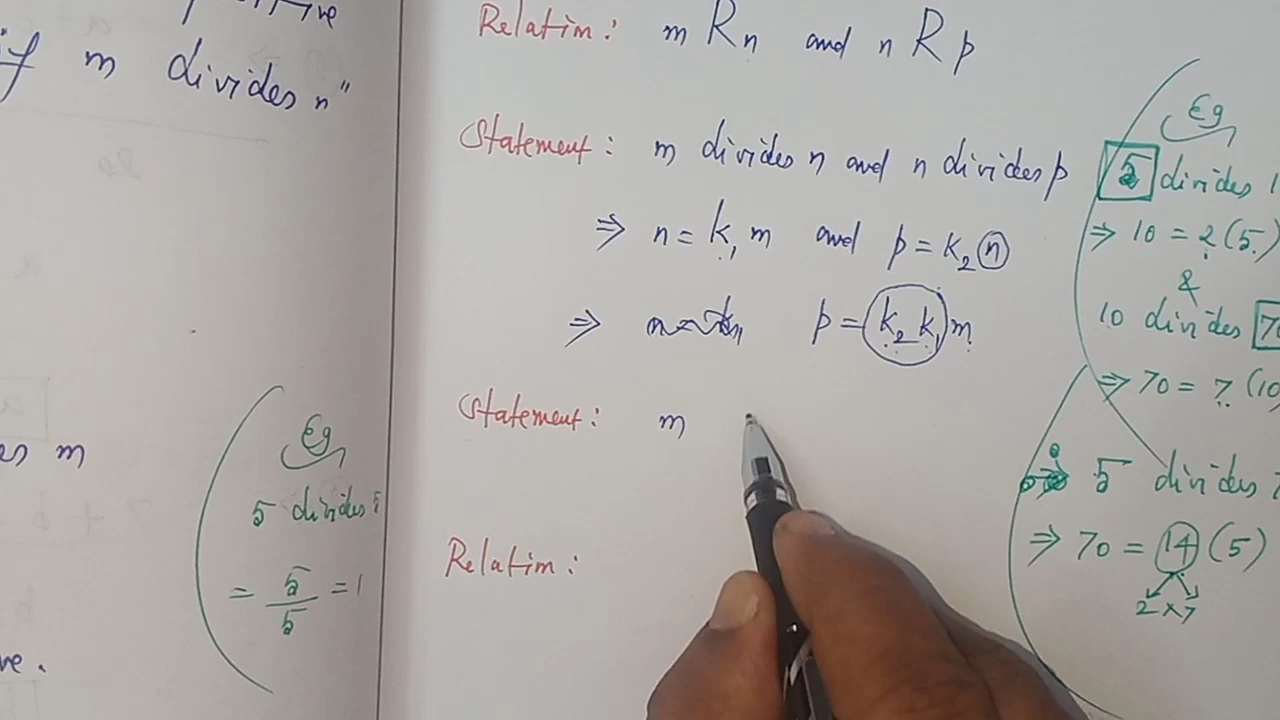 if m divides n"
es m
Eg
5 divides 5
= 5/5 = 1
ve.
Relation: m R n and n R p
Statement: m divides n and n divides p
⇒ n = k₁ m and p = k₂ n
⇒ p = k₂ k₁ m
Statement: m
Relation:
Eg
5 divides 1
⇒ 10 = 2 (5)
&
10 divides 70
⇒ 70 = 7 (10
5 divides 7
⇒ 70 = 14 (5)
2 × 7